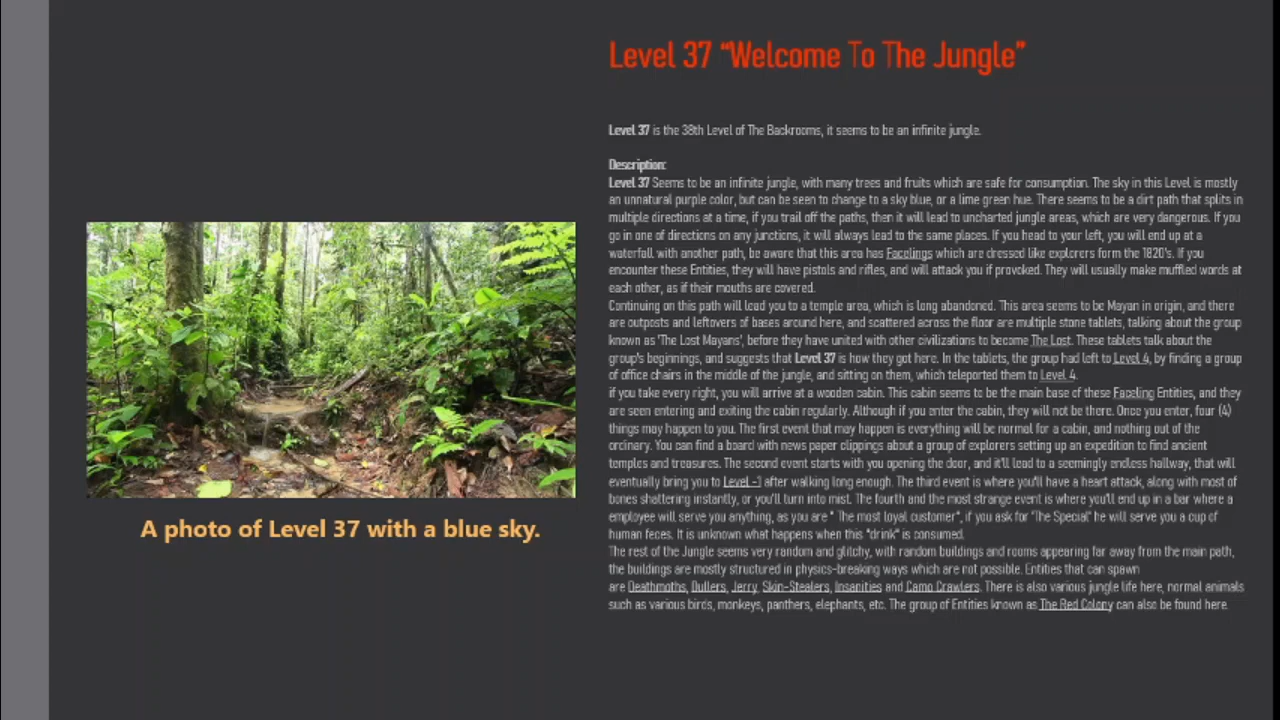 Level 37 “Welcome To The Jungle”
Level 37 is the 38th Level of The Backrooms, it seems to be an infinite jungle.
Description:
Level 37 Seems to be an infinite jungle, with many trees and fruits which are safe for consumption. The sky in this Level is mostly
an unnatural purple color, but can be seen to change to a sky blue, or a lime green hue. There seems to be a dirt path that splits in
multiple directions at a time, if you trail off the paths, then it will lead to uncharted jungle areas, which are very dangerous. If you
go in one of directions on any junctions, it will always lead to the same places. If you head to your left, you will end up at a
waterfall with another path, be aware that this area has Facelings which are dressed like explorers form the 1820's. If you
encounter these Entities, they will have pistols and rifles, and will attack you if provoked. They will usually make muffled words at
each other, as if their mouths are covered.
Continuing on this path will lead you to a temple area, which is long abandoned. This area seems to be Mayan in origin, and there
are outposts and leftovers of bases around here, and scattered across the floor are multiple stone tablets, talking about the group
known as 'The Lost Mayans', before they have united with other civilizations to become The Lost. These tablets talk about the
group's beginnings, and suggests that Level 37 is how they got here. In the tablets, the group had left to Level 4, by finding a group
of office chairs in the middle of the jungle, and sitting on them, which teleported them to Level 4.
if you take every right, you will arrive at a wooden cabin. This cabin seems to be the main base of these Faceling Entities, and they
are seen entering and exiting the cabin regularly. Although if you enter the cabin, they will not be there. Once you enter, four (4)
things may happen to you. The first event that may happen is everything will be normal for a cabin, and nothing out of the
ordinary. You can find a board with news paper clippings about a group of explorers setting up an expedition to find ancient
temples and treasures. The second event starts with you opening the door, and it'll lead to a seemingly endless hallway, that will
eventually bring you to Level -1 after walking long enough. The third event is where you'll have a heart attack, along with most of
bones shattering instantly, or you'll turn into mist. The fourth and the most strange event is where you'll end up in a bar where a
employee will serve you anything, as you are " The most loyal customer", if you ask for "The Special" he will serve you a cup of
human feces. It is unknown what happens when this "drink" is consumed.
The rest of the Jungle seems very random and glitchy, with random buildings and rooms appearing far away from the main path,
the buildings are mostly structured in physics-breaking ways which are not possible. Entities that can spawn
are Deathmoths, Dullers, Jerry, Skin-Stealers, Insanities and Camo Crawlers. There is also various jungle life here, normal animals
such as various birds, monkeys, panthers, elephants, etc. The group of Entities known as The Red Colony can also be found here.
A photo of Level 37 with a blue sky.